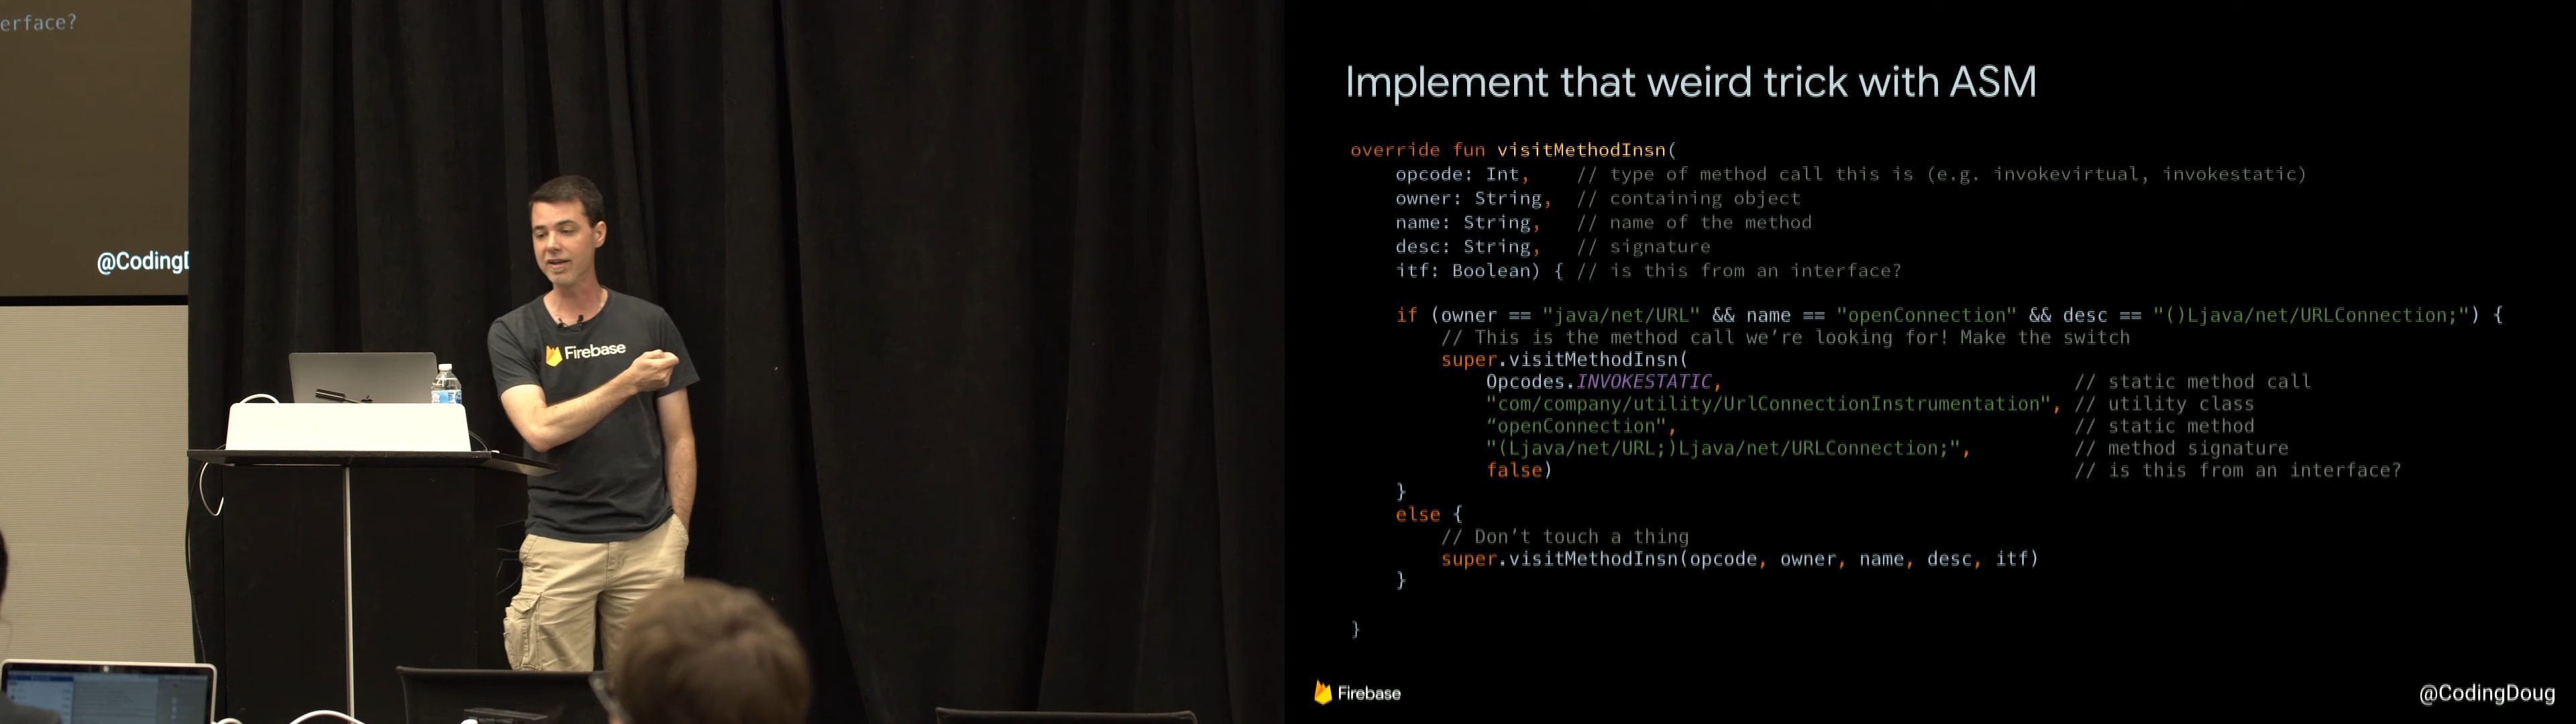 erface?
@CodingD
Firebase
Implement that weird trick with ASM
override fun visitMethodInsn(
opcode: Int, // type of method call this is (e.g. invokevirtual, invokestatic)
owner: String, // containing object
name: String, // name of the method
desc: String, // signature
itf: Boolean) { // is this from an interface?
if (owner == "java/net/URL" && name == "openConnection" && desc == "()Ljava/net/URLConnection;") {
// This is the method call we’re looking for! Make the switch
super.visitMethodInsn(
Opcodes.INVOKESTATIC, // static method call
"com/company/utility/UrlConnectionInstrumentation", // utility class
“openConnection", // static method
"(Ljava/net/URL;)Ljava/net/URLConnection;", // method signature
false) // is this from an interface?
}
else {
// Don’t touch a thing
super.visitMethodInsn(opcode, owner, name, desc, itf)
}
}
Firebase
@CodingDoug